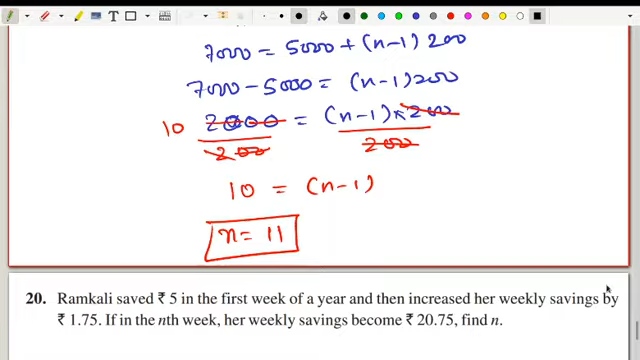 7000 = 5000 + (n-1) 200
7000 - 5000 = (n-1) 200
10 2000/200 = (n-1) × 200/200
10 = (n-1)
n = 11
20. Ramkali saved ₹ 5 in the first week of a year and then increased her weekly savings by
₹ 1.75. If in the nth week, her weekly savings become ₹ 20.75, find n.